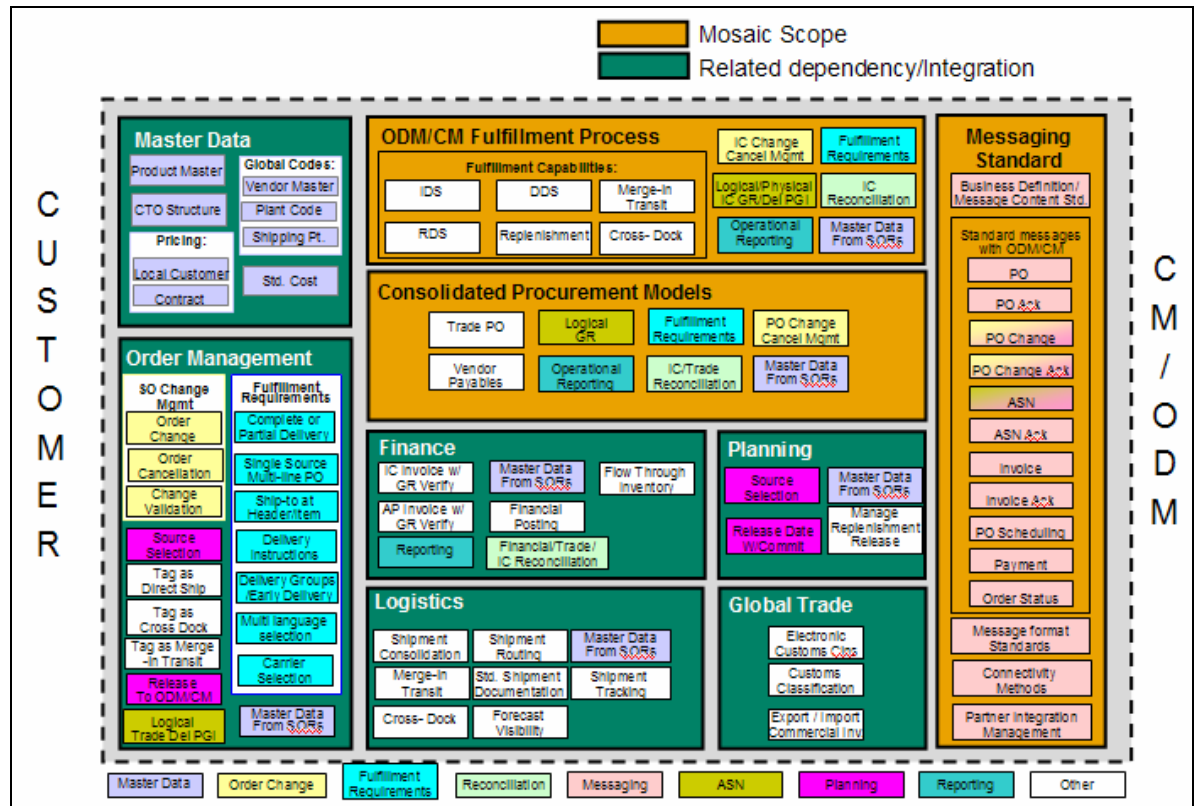 Mosaic Scope
Related dependency/Integration
C
U
S
T
O
M
E
R
Master Data
Product Master
CTO Structure
Pricing:
Local Customer
Contract
Global Codes:
Vendor Master
Plant Code
Shipping Pt.
Std. Cost
ODM/CM Fulfillment Process
Fulfillment Capabilities:
IDS
DDS
Merge-In
Transit
RDS
Replenishment
Cross- Dock
IC Change
Cancel Mgmt
Fulfillment
Requirements
Logical/Physical
IC GR/Del PGI
IC
Reconciliation
Operational
Reporting
Master Data
From SORs
Consolidated Procurement Models
Trade PO
Logical
GR
Fulfillment
Requirements
PO Change
Cancel Mgmt
Vendor
Payables
Operational
Reporting
IC/Trade
Reconciliation
Master Data
From SORs
Order Management
SO Change
Mgmt
Order
Change
Order
Cancellation
Change
Validation
Source
Selection
Tag as
Direct Ship
Tag as
Cross Dock
Tag as Merge
-In Transit
Release
To ODM/CM
Logical
Trade Del PGI
Fulfillment
Requirements
Complete or
Partial Delivery
Single Source
Multi-line PO
Ship-to at
Header/Item
Delivery
Instructions
Delivery Groups
/Early Delivery
Multi language
selection
Carrier
Selection
Master Data
From SORs
Finance
IC Invoice w/
GR Verify
Master Data
From SORs
Flow Through
Inventory
AP Invoice w/
GR Verify
Financial
Posting
Reporting
Financial/Trade/
IC Reconciliation
Planning
Source
Selection
Master Data
From SORs
Release Date
W/Commit
Manage
Replenishment
Release
Logistics
Shipment
Consolidation
Shipment
Routing
Master Data
From SORs
Merge-In
Transit
Std. Shipment
Documentation
Shipment
Tracking
Cross- Dock
Forecast
Visibility
Global Trade
Electronic
Customs Clns
Customs
Classification
Export / Import
Commercial Inv
Messaging
Standard
Business Definition/
Message Content Std.
Standard messages
with ODM/CM
PO
PO Ack
PO Change
PO Change Ack
ASN
ASN Ack
Invoice
Invoice Ack
PO Scheduling
Payment
Order Status
Message format
Standards
Connectivity
Methods
Partner Integration
Management
C
M
/
O
D
M
Master Data
Order Change
Fulfillment
Requirements
Reconciliation
Messaging
ASN
Planning
Reporting
Other